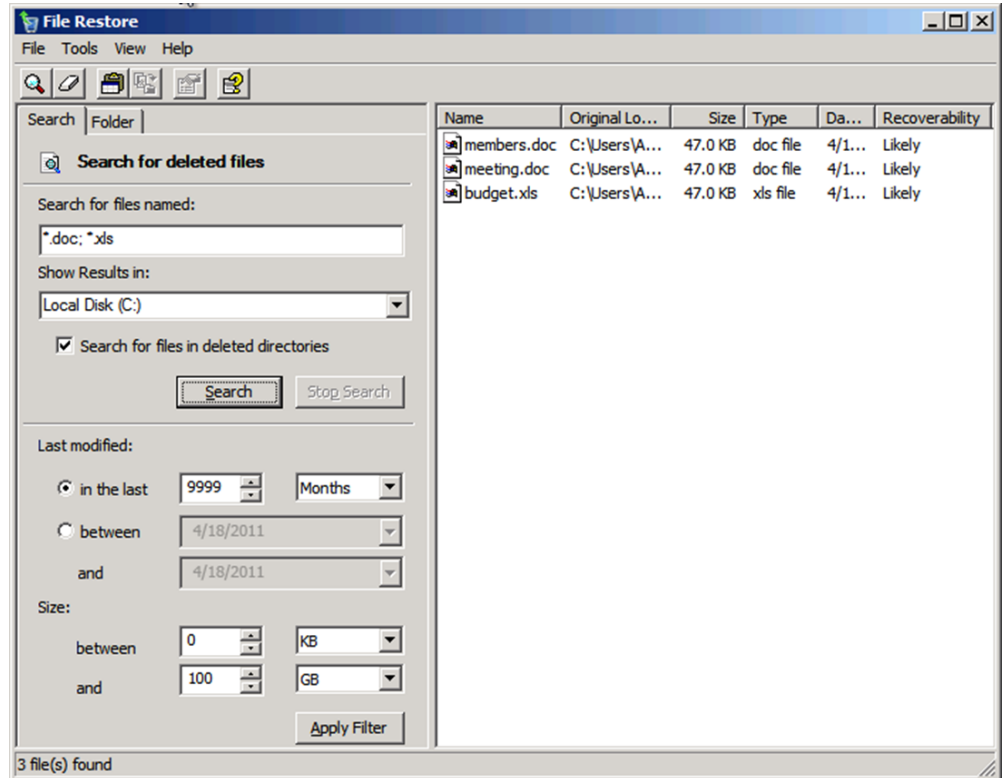 File Restore
File Tools View Help
Search Folder
Search for deleted files
Search for files named:
*.doc; *.xls
Show Results in:
Local Disk (C:)
Search for files in deleted directories
Search Stop Search
Last modified:
in the last 9999 Months
between 4/18/2011
and 4/18/2011
Size:
between 0 KB
and 100 GB
Apply Filter
Name Original Lo... Size Type Da... Recoverability
members.doc C:\Users\A... 47.0 KB doc file 4/1... Likely
meeting.doc C:\Users\A... 47.0 KB doc file 4/1... Likely
budget.xls C:\Users\A... 47.0 KB xls file 4/1... Likely
3 file(s) found